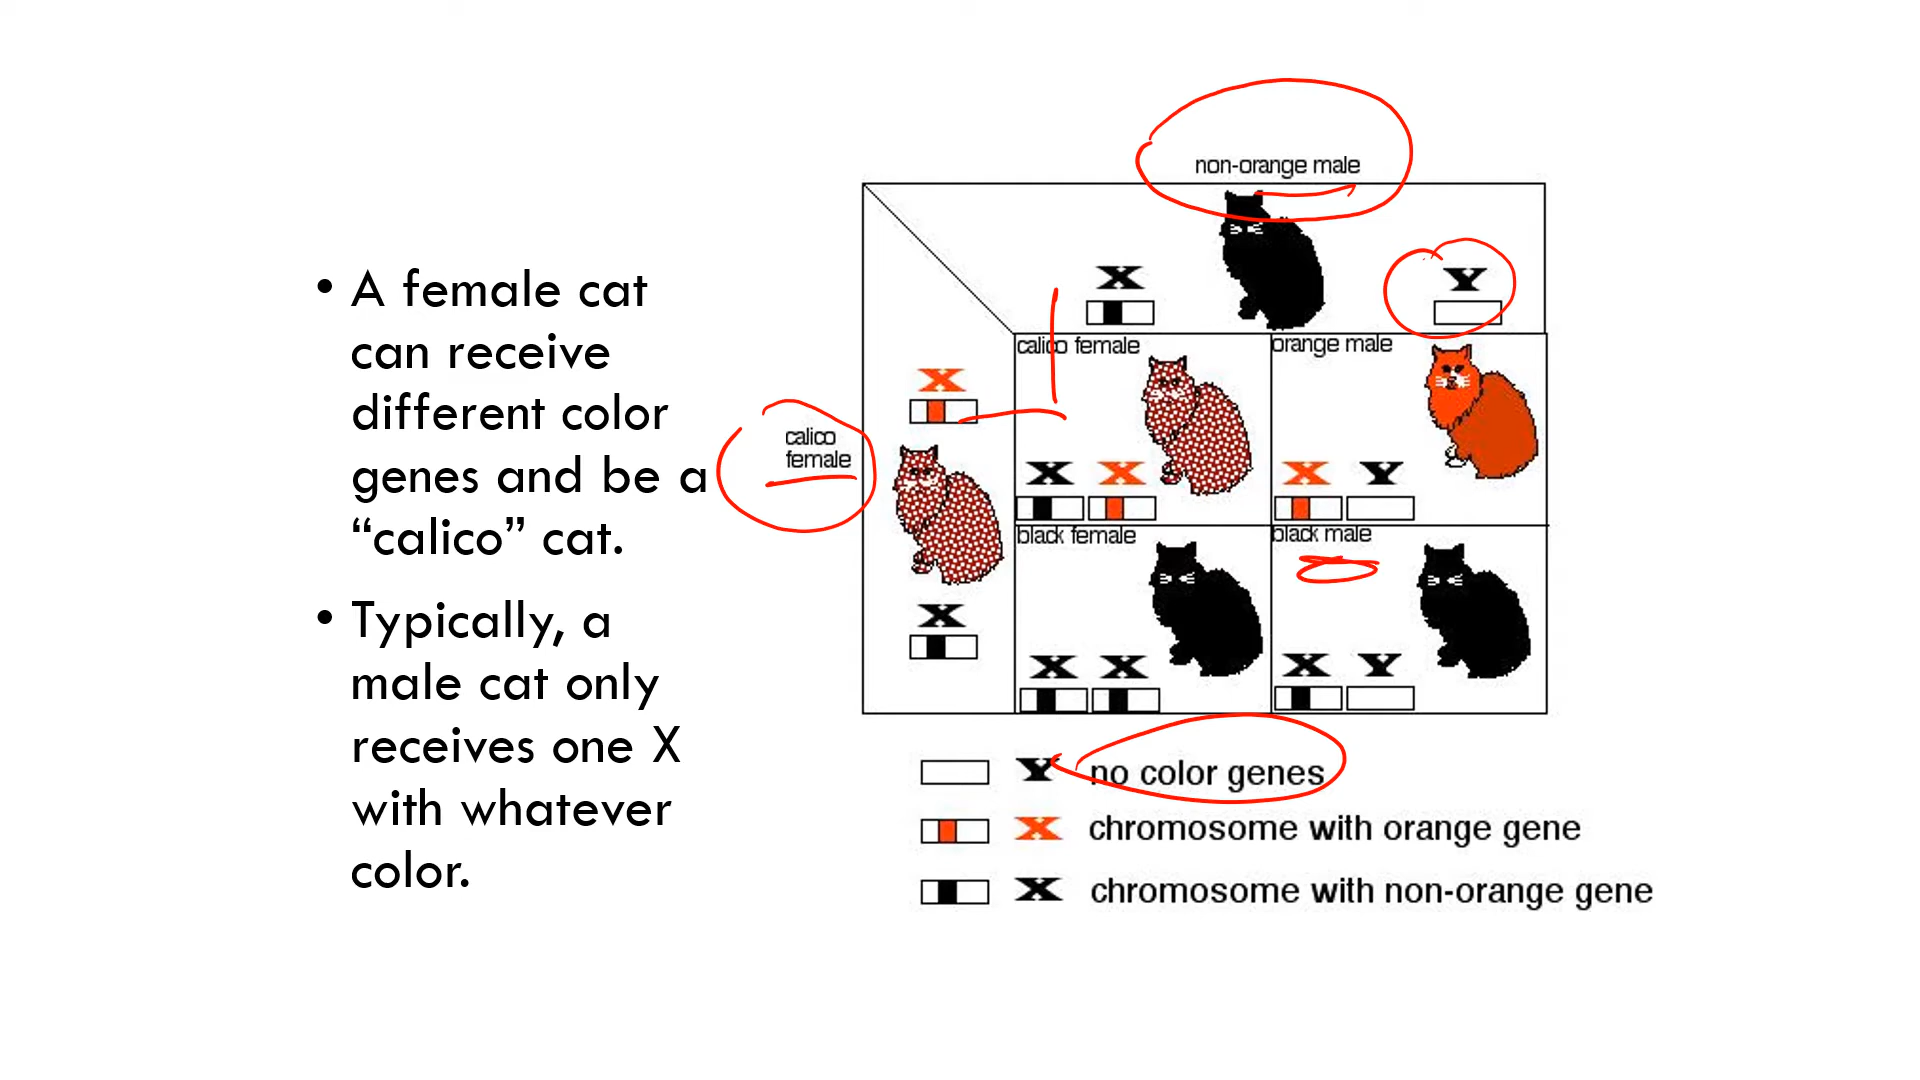 • A female cat
can receive
different color
genes and be a
“calico” cat.
• Typically, a
male cat only
receives one X
with whatever
color.
non-orange male
X
Y
calico female
orange male
X
calico
female
X X
X Y
black female
black male
X
X X
X Y
Y no color genes
X chromosome with orange gene
X chromosome with non-orange gene